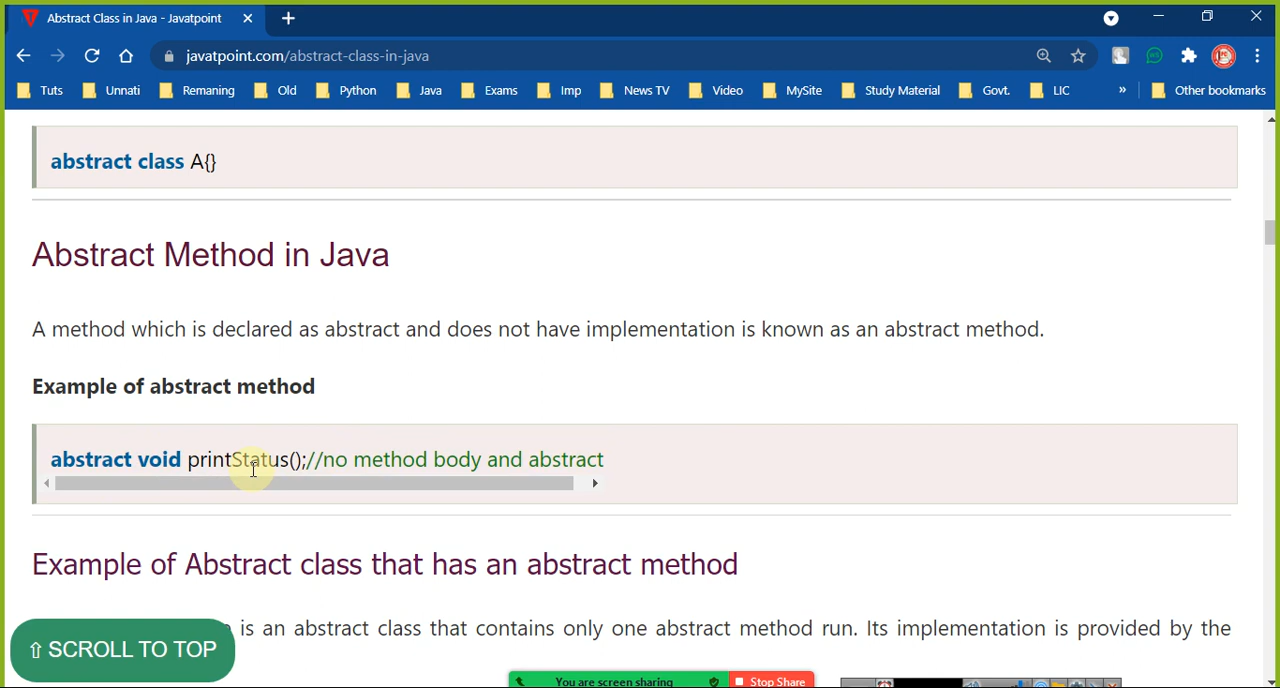 Abstract Class in Java - Javatpoint
javatpoint.com/abstract-class-in-java
Tuts Unnati Remaning Old Python Java Exams Imp News TV Video MySite Study Material Govt. LIC » Other bookmarks
abstract class A{}
Abstract Method in Java
A method which is declared as abstract and does not have implementation is known as an abstract method.
Example of abstract method
abstract void printStatus();//no method body and abstract
Example of Abstract class that has an abstract method
is an abstract class that contains only one abstract method run. Its implementation is provided by the
⇧ SCROLL TO TOP
You are screen sharing Stop Share